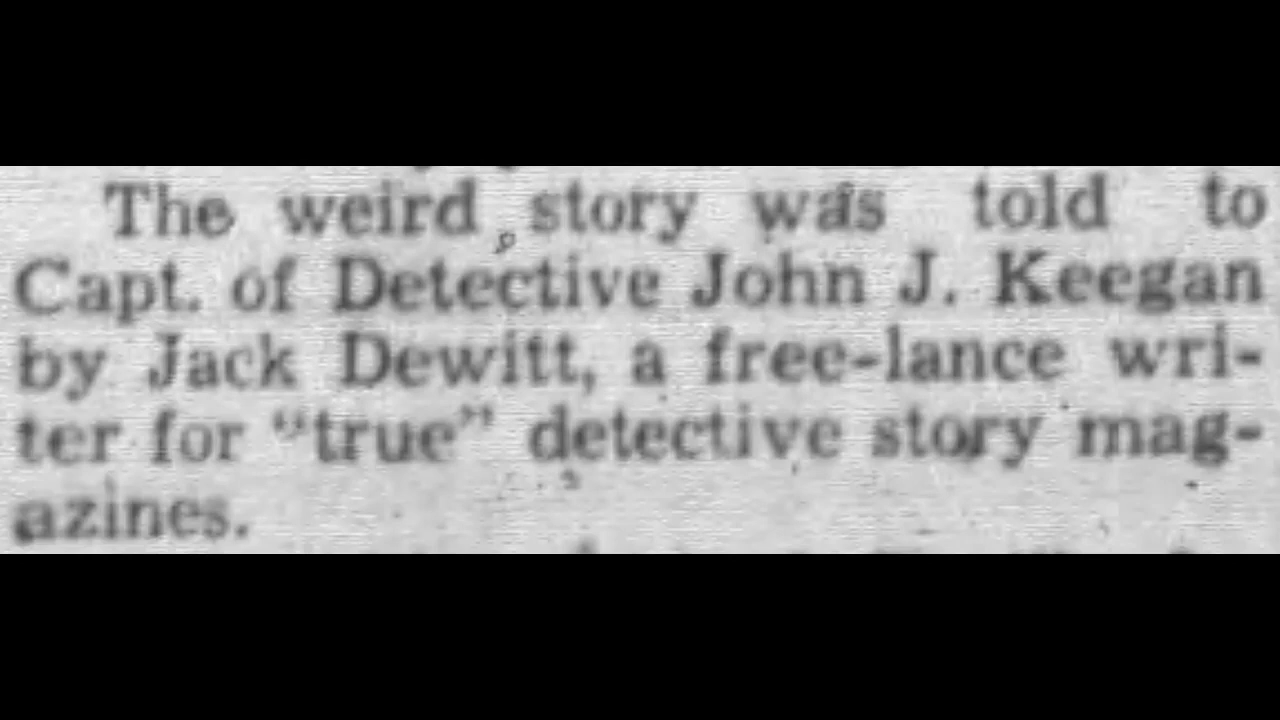 The weird story was told to
Capt. of Detective John J. Keegan
by Jack Dewitt, a free-lance wri-
ter for "true" detective story mag-
azines.